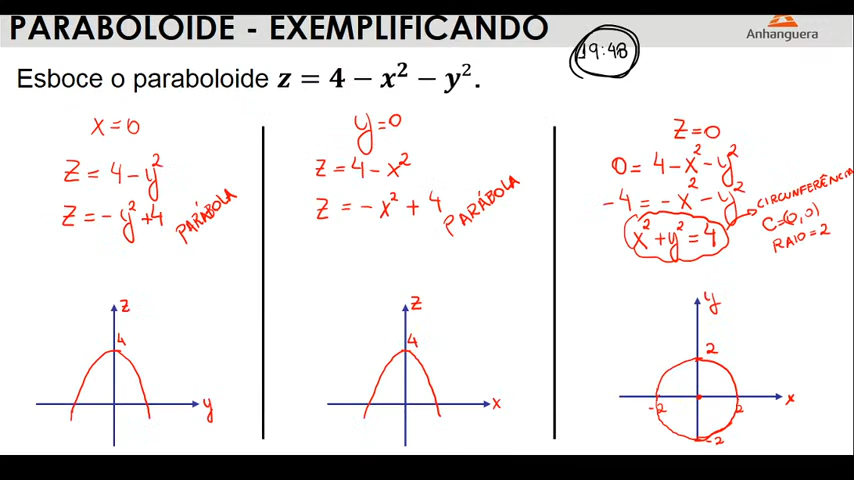 PARABOLOIDE - EXEMPLIFICANDO
Anhanguera
19:48
Esboce o paraboloide z = 4 − x² − y².
x=0
z = 4 - y²
z = -y² + 4
PARÁBOLA
z
4
y
y=0
z = 4 - x²
z = -x² + 4
PARÁBOLA
z
4
x
z=0
0 = 4 - x² - y²
-4 = -x² - y²
x² + y² = 4
CIRCUNFERÊNCIA
C=(0,0)
RAIO=2
y
2
-2
2
x
-2